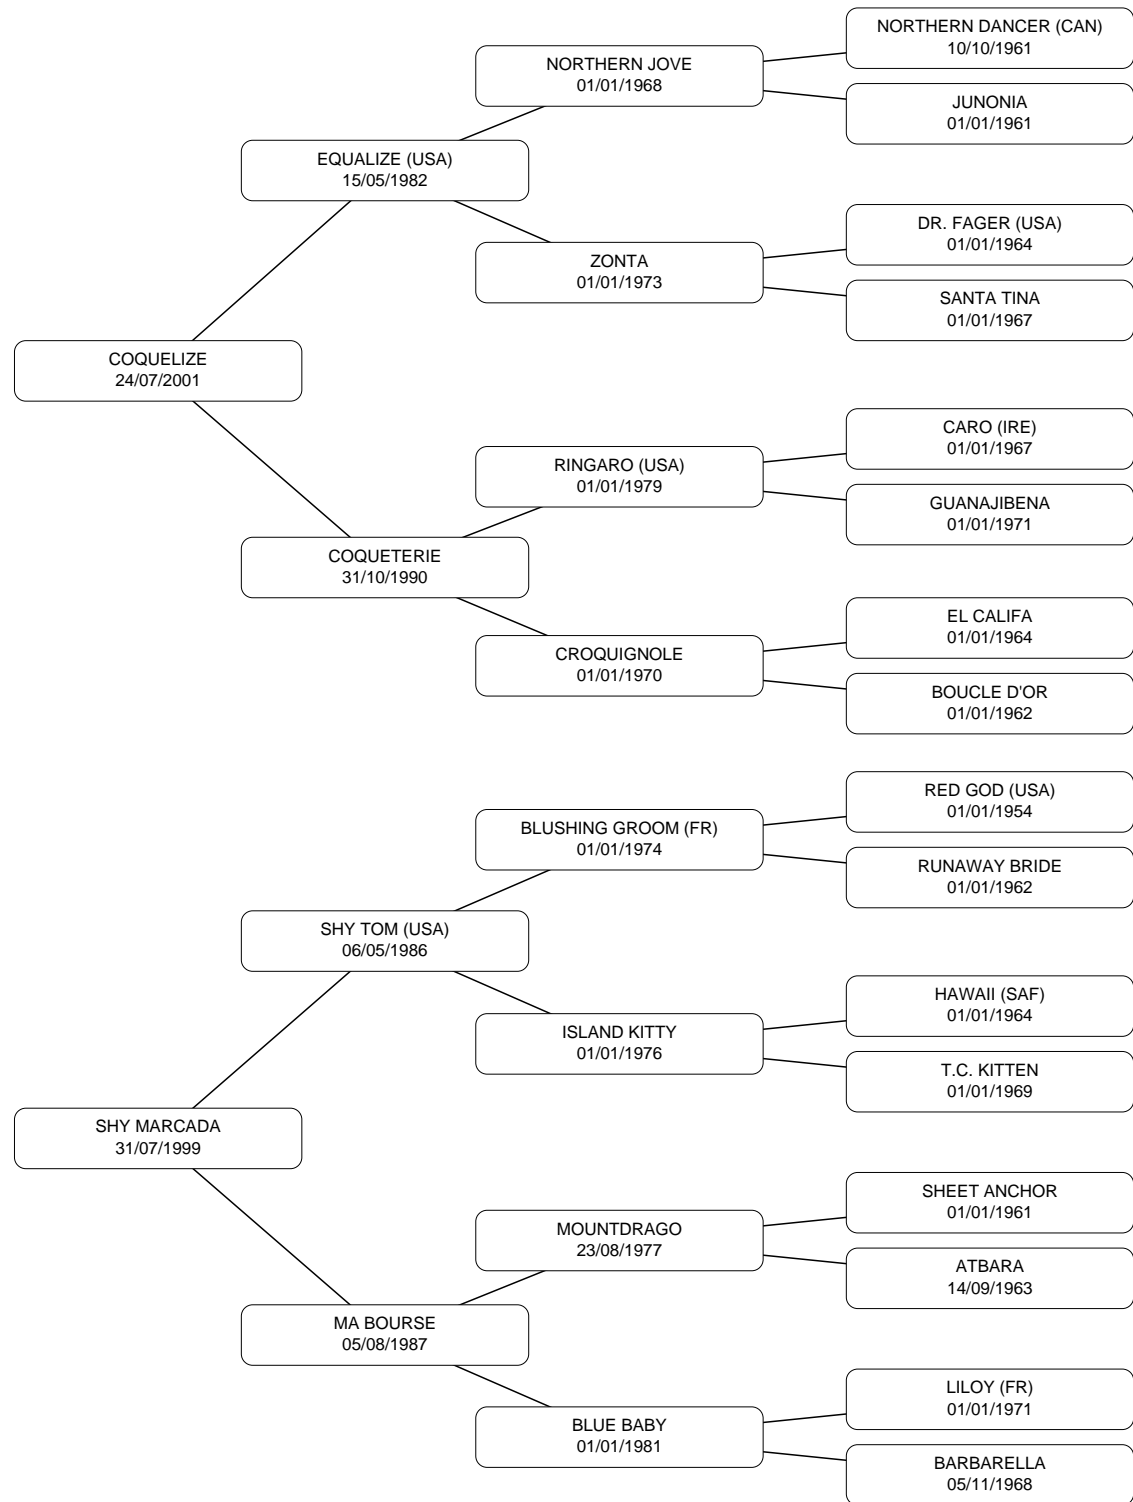 NORTHERN DANCER (CAN)
10/10/1961
NORTHERN JOVE
01/01/1968
JUNONIA
01/01/1961
EQUALIZE (USA)
15/05/1982
DR. FAGER (USA)
01/01/1964
ZONTA
01/01/1973
SANTA TINA
01/01/1967
COQUELIZE
24/07/2001
CARO (IRE)
01/01/1967
RINGARO (USA)
01/01/1979
GUANAJIBENA
01/01/1971
COQUETERIE
31/10/1990
EL CALIFA
01/01/1964
CROQUIGNOLE
01/01/1970
BOUCLE D'OR
01/01/1962
RED GOD (USA)
01/01/1954
BLUSHING GROOM (FR)
01/01/1974
RUNAWAY BRIDE
01/01/1962
SHY TOM (USA)
06/05/1986
HAWAII (SAF)
01/01/1964
ISLAND KITTY
01/01/1976
T.C. KITTEN
01/01/1969
SHY MARCADA
31/07/1999
SHEET ANCHOR
01/01/1961
MOUNTDRAGO
23/08/1977
ATBARA
14/09/1963
MA BOURSE
05/08/1987
LILOY (FR)
01/01/1971
BLUE BABY
01/01/1981
BARBARELLA
05/11/1968